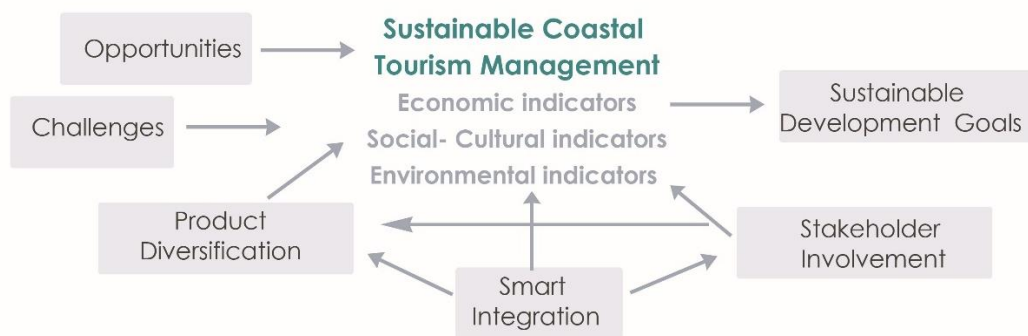 Opportunities
Sustainable Coastal
Tourism Management
Economic indicators
Social- Cultural indicators
Environmental indicators
Challenges
Sustainable
Development Goals
Product
Diversification
Stakeholder
Involvement
Smart
Integration